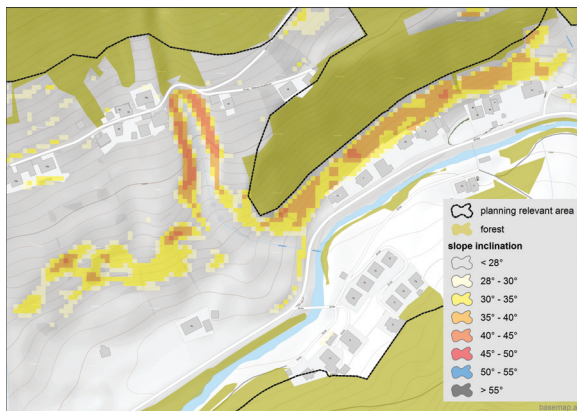 planning relevant area
forest
slope inclination
< 28°
28° - 30°
30° - 35°
35° - 40°
40° - 45°
45° - 50°
50° - 55°
> 55°
basemap.a